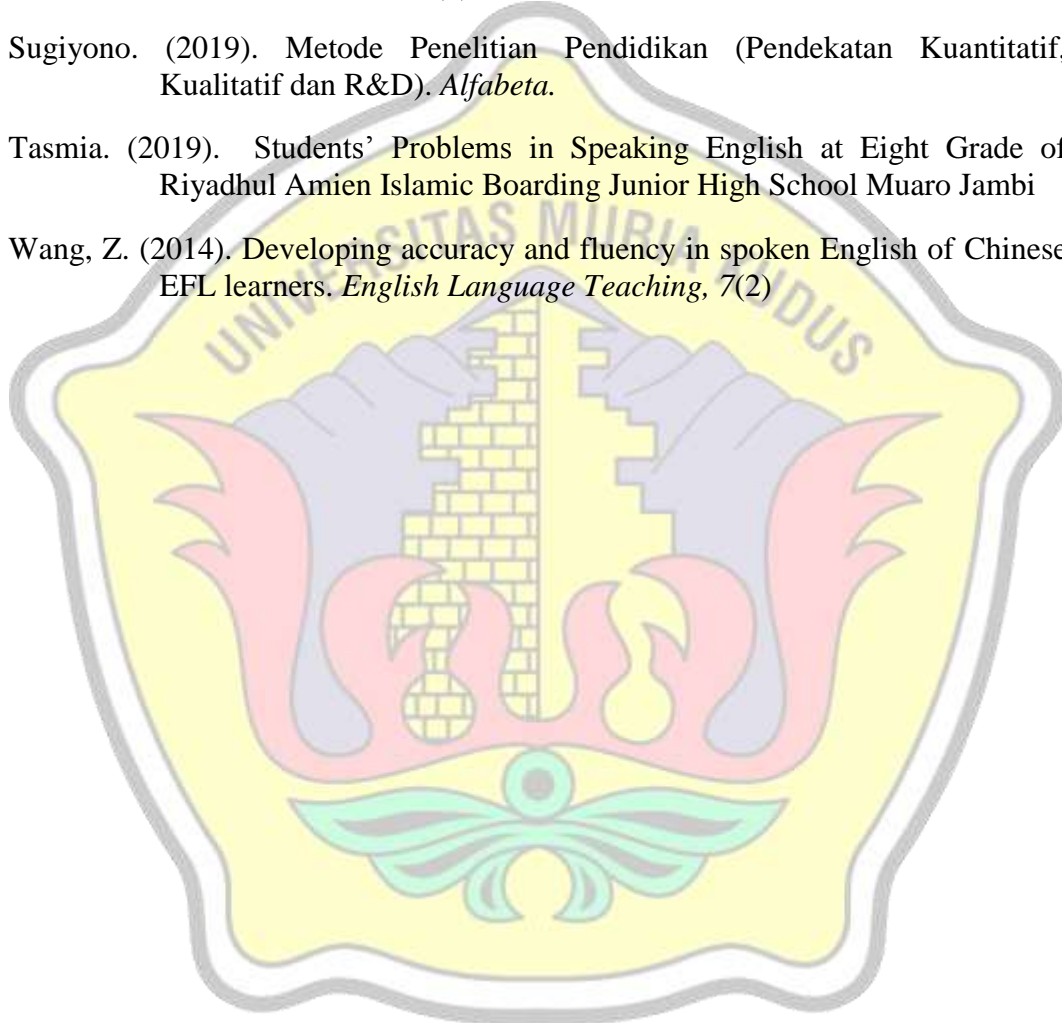 Sugiyono. (2019). Metode Penelitian Pendidikan (Pendekatan Kuantitatif,
Kualitatif dan R&D). Alfabeta.
Tasmia. (2019). Students’ Problems in Speaking English at Eight Grade of
Riyadhul Amien Islamic Boarding Junior High School Muaro Jambi
Wang, Z. (2014). Developing accuracy and fluency in spoken English of Chinese
EFL learners. English Language Teaching, 7(2)
UNIVERSITAS MURIA KUDUS